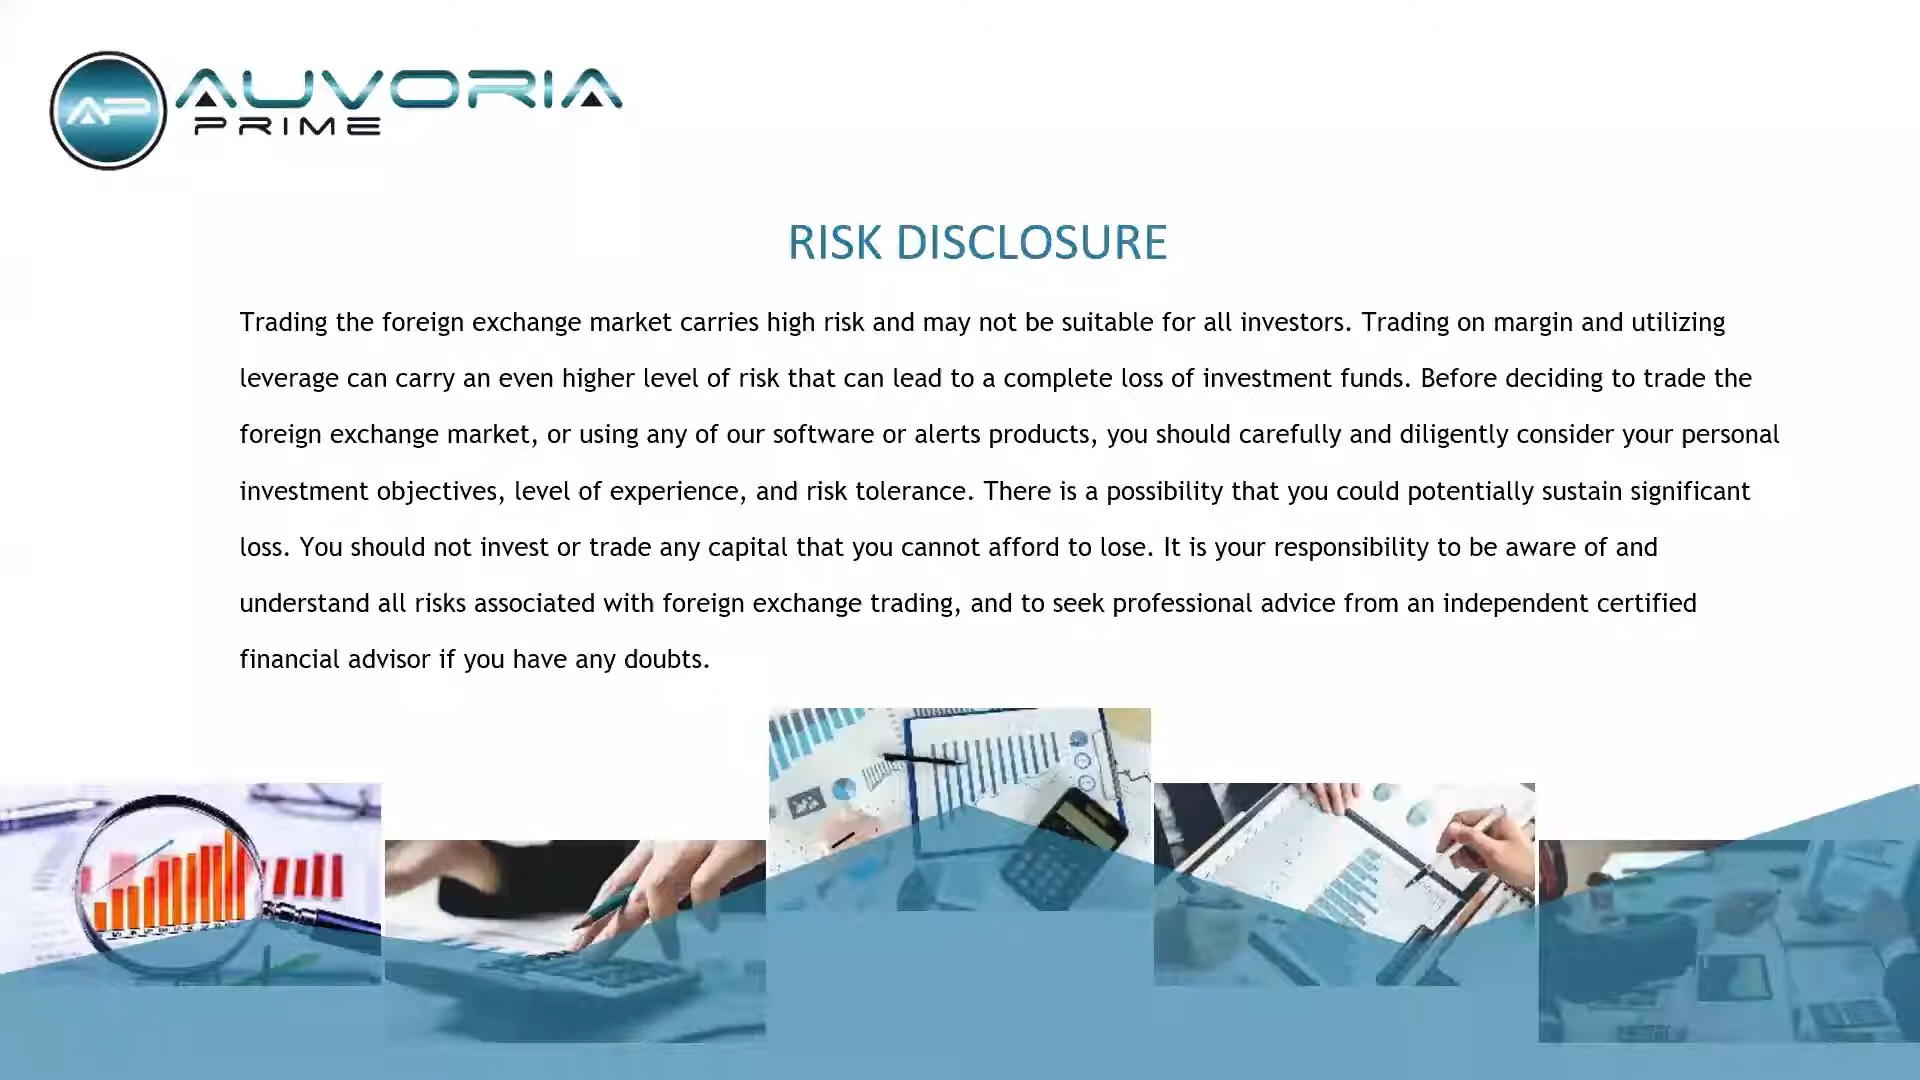 AP AUVORIA
PRIME
RISK DISCLOSURE
Trading the foreign exchange market carries high risk and may not be suitable for all investors. Trading on margin and utilizing
leverage can carry an even higher level of risk that can lead to a complete loss of investment funds. Before deciding to trade the
foreign exchange market, or using any of our software or alerts products, you should carefully and diligently consider your personal
investment objectives, level of experience, and risk tolerance. There is a possibility that you could potentially sustain significant
loss. You should not invest or trade any capital that you cannot afford to lose. It is your responsibility to be aware of and
understand all risks associated with foreign exchange trading, and to seek professional advice from an independent certified
financial advisor if you have any doubts.